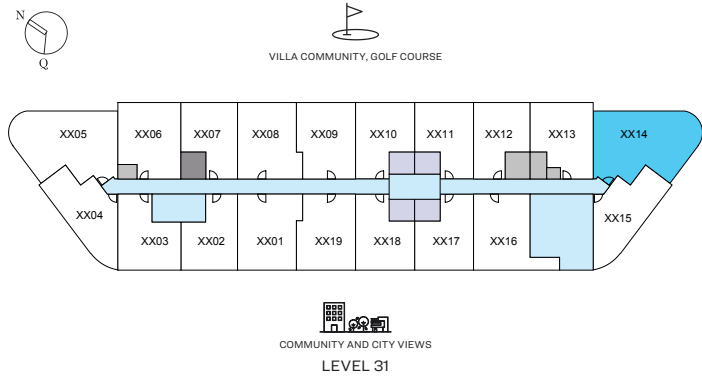 N
Q
VILLA COMMUNITY, GOLF COURSE
XX05
XX06
XX07
XX08
XX09
XX10
XX11
XX12
XX13
XX14
XX04
XX03
XX02
XX01
XX19
XX18
XX17
XX16
XX15
COMMUNITY AND CITY VIEWS
LEVEL 31